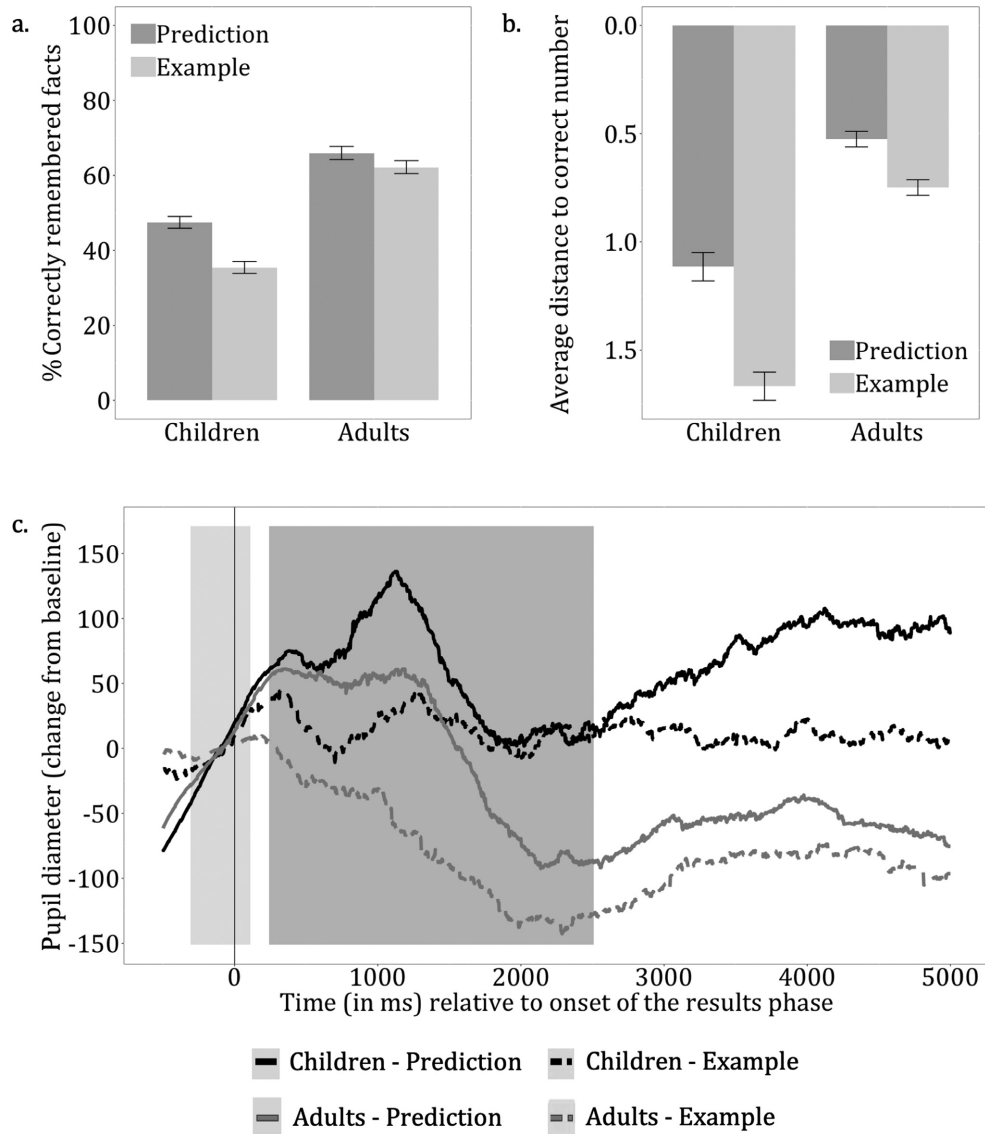 a.
% Correctly remembered facts
100
80
60
40
20
0
Prediction
Example
Children
Adults
b.
Average distance to correct number
0.0
0.5
1.0
1.5
Prediction
Example
Children
Adults
c.
Pupil diameter (change from baseline)
150
100
50
0
-50
-100
-150
0
1000
2000
3000
4000
5000
Time (in ms) relative to onset of the results phase
Children - Prediction
Children - Example
Adults - Prediction
Adults - Example